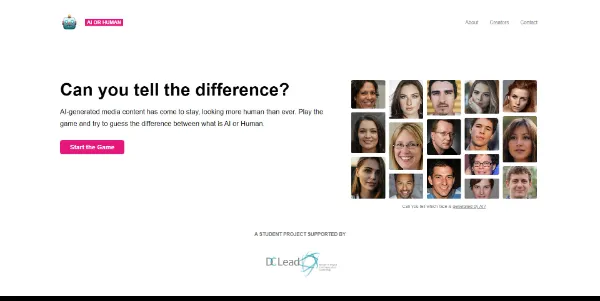 AI OR HUMAN
About
Creators
Contact
Can you tell the difference?
AI-generated media content has come to stay, looking more human than ever. Play the
game and try to guess the difference between what is AI or Human.
Start the Game
Can you tell which face is generated by AI?
A STUDENT PROJECT SUPPORTED BY
DCLead